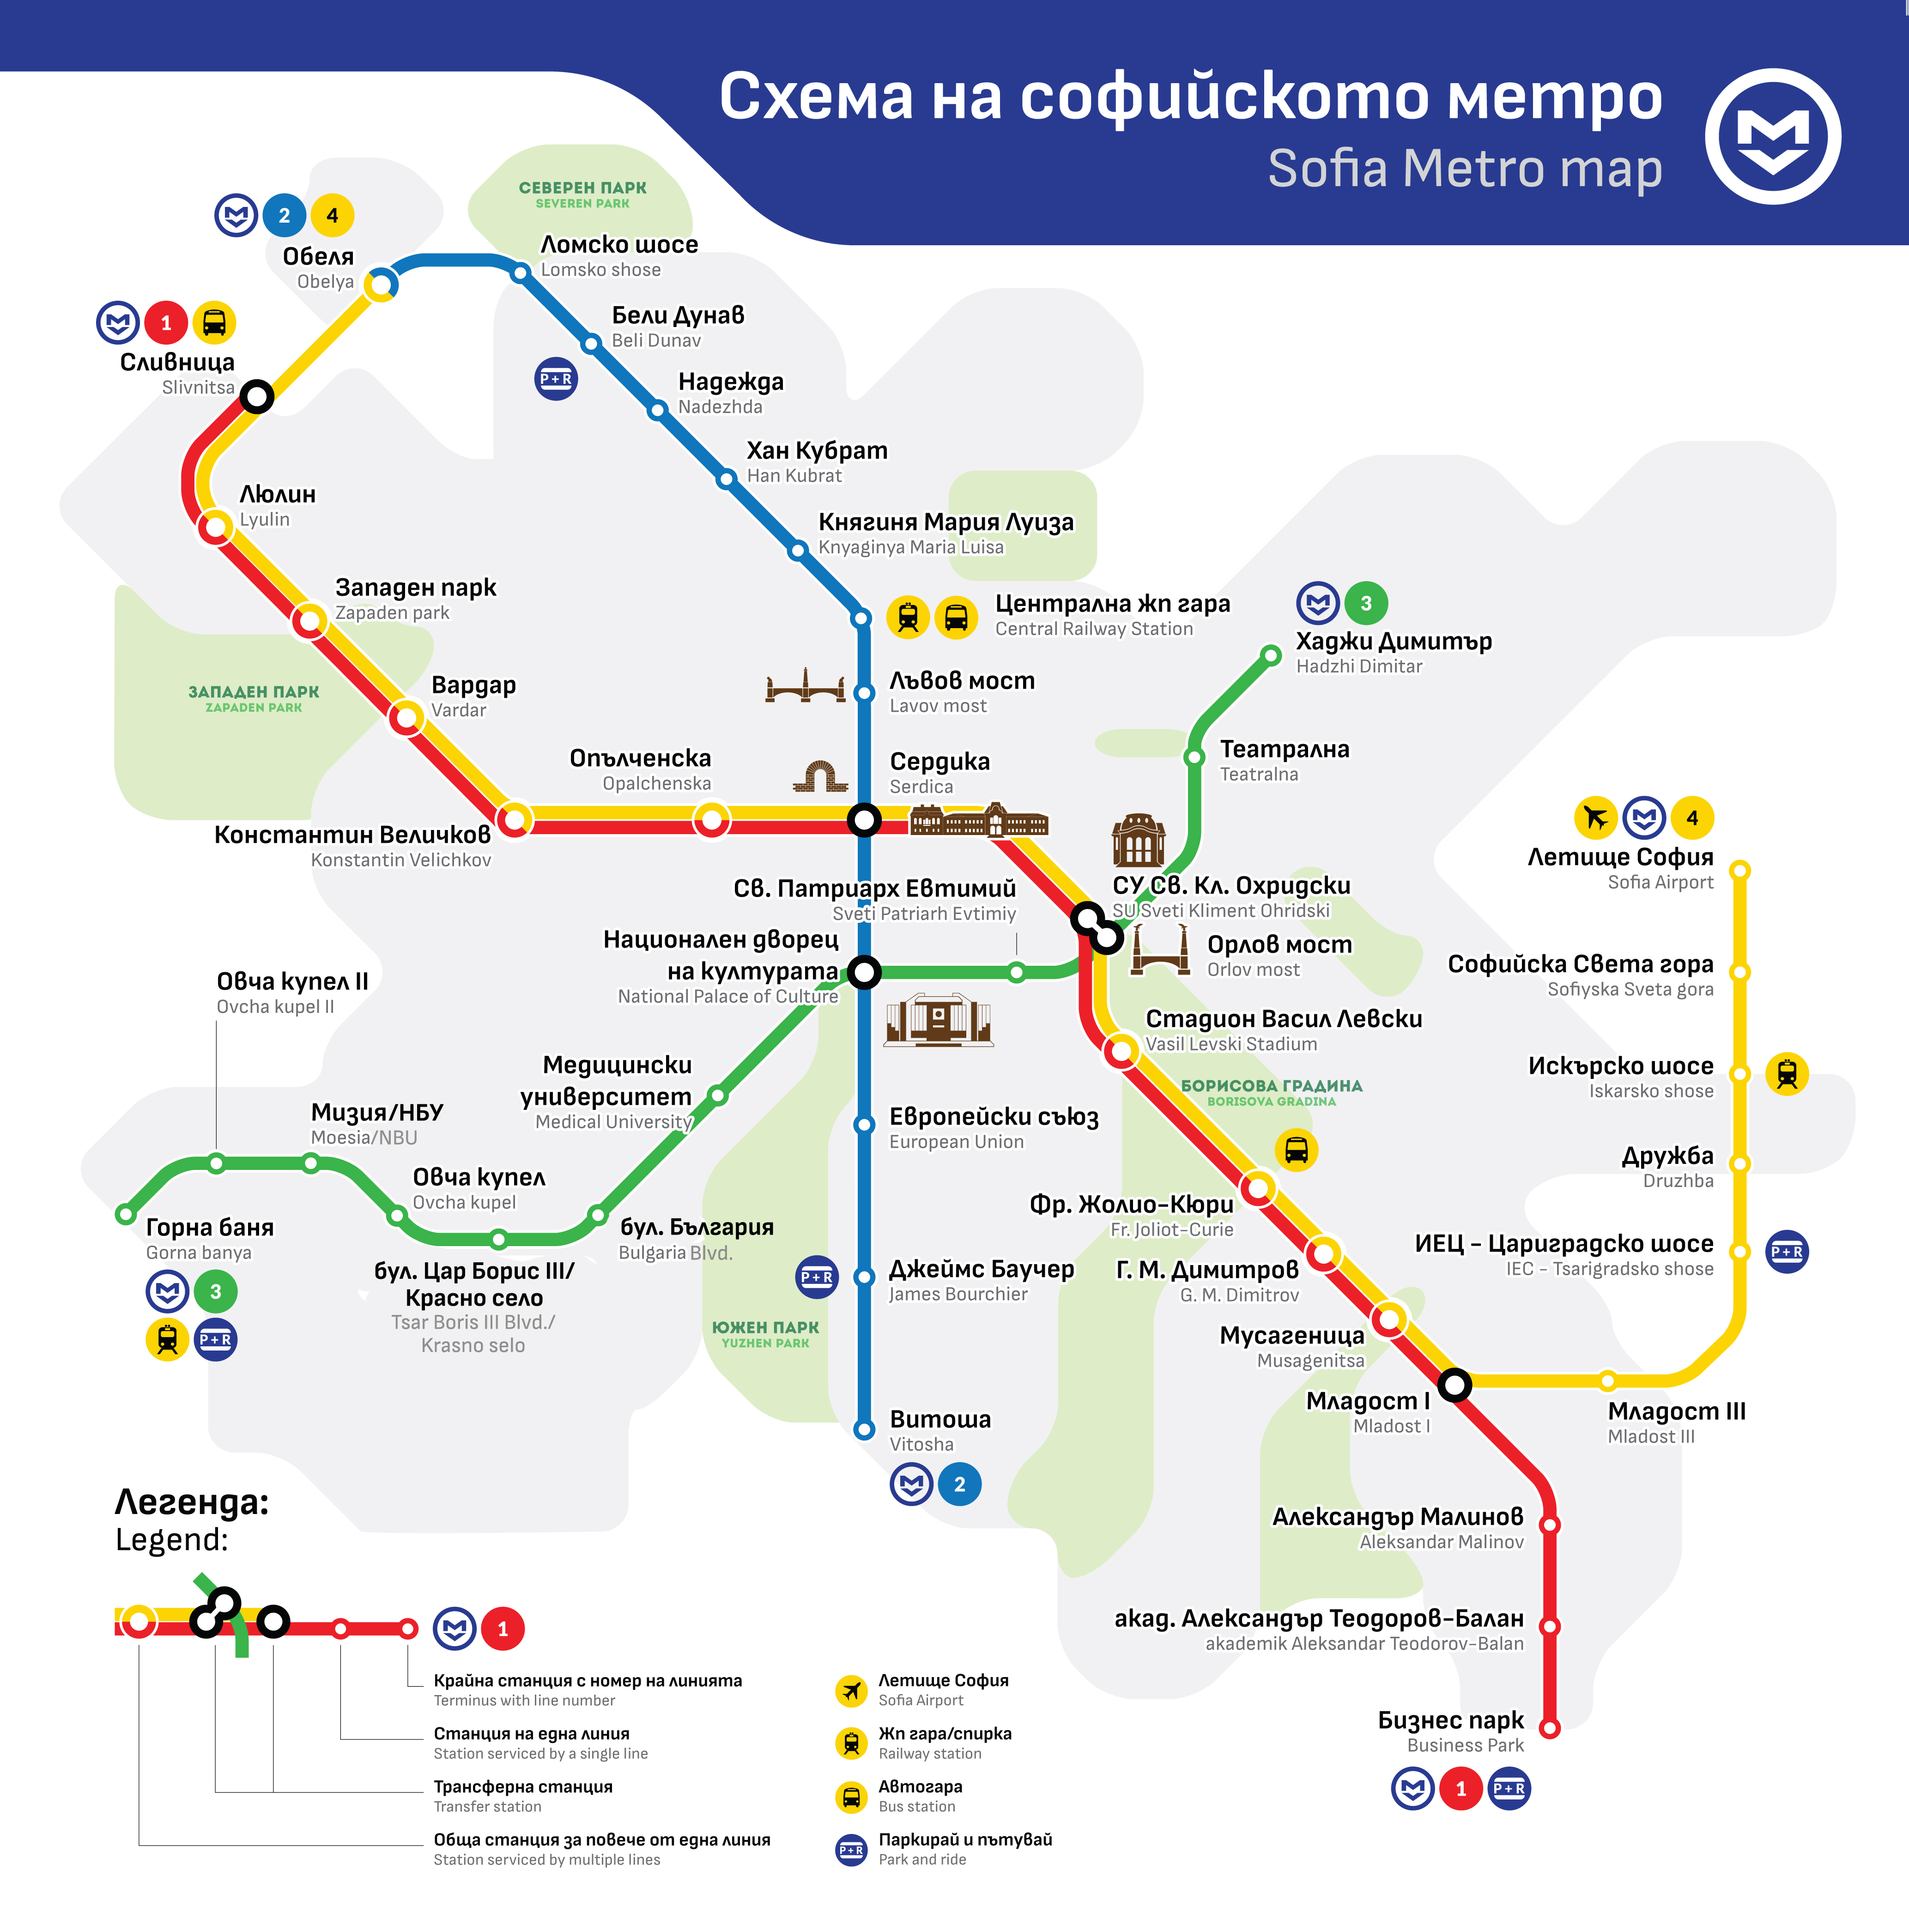 Схема на софийското метро
Sofia Metro map
СЕВЕРЕН ПАРК
SEVEREN PARK
2
4
Обеля
Obelya
Ломско шосе
Lomsko shose
1
Сливница
Slivnitsa
Бели Дунав
Beli Dunav
P + R
Надежда
Nadezhda
Хан Кубрат
Han Kubrat
Люлин
Lyulin
Княгиня Мария Луиза
Knyaginya Maria Luisa
Западен парк
Zapaden park
Централна жп гара
Central Railway Station
3
Хаджи Димитър
Hadzhi Dimitar
ЗАПАДЕН ПАРК
ZAPADEN PARK
Вардар
Vardar
Лъвов мост
Lavov most
Театрална
Teatralna
Опълченска
Opalchenska
Сердика
Serdica
Константин Величков
Konstantin Velichkov
4
Летище София
Sofia Airport
Св. Патриарх Евтимий
Sveti Patriarh Evtimiy
СУ Св. Кл. Охридски
SU Sveti Kliment Ohridski
Орлов мост
Orlov most
Национален дворец
на културата
National Palace of Culture
Софийска Света гора
Sofiyska Sveta gora
Овча купел II
Ovcha kupel II
Стадион Васил Левски
Vasil Levski Stadium
Медицински
университет
Medical University
БОРИСОВА ГРАДИНА
BORISOVA GRADINA
Искърско шосе
Iskarsko shose
Мизия/НБУ
Moesia/NBU
Европейски съюз
European Union
Дружба
Druzhba
Овча купел
Ovcha kupel
Фр. Жолио-Кюри
Fr. Joliot-Curie
Горна баня
Gorna banya
3
P + R
бул. България
Bulgaria Blvd.
ИЕЦ - Цариградско шосе
IEC - Tsarigradsko shose
P + R
бул. Цар Борис III/
Красно село
Tsar Boris III Blvd./
Krasno selo
P + R
Джеймс Баучер
James Bourchier
Г. М. Димитров
G. M. Dimitrov
ЮЖЕН ПАРК
YUZHEN PARK
Мусагеница
Musagenitsa
Младост I
Mladost I
Младост III
Mladost III
Витоша
Vitosha
2
Александър Малинов
Aleksandar Malinov
акад. Александър Теодоров-Балан
akademik Aleksandar Teodorov-Balan
Бизнес парк
Business Park
1
P + R
Легенда:
Legend:
1
Крайна станция с номер на линията
Terminus with line number
Станция на една линия
Station serviced by a single line
Трансферна станция
Transfer station
Обща станция за повече от една линия
Station serviced by multiple lines
Летище София
Sofia Airport
Жп гара/спирка
Railway station
Автогара
Bus station
P + R
Паркирай и пътувай
Park and ride